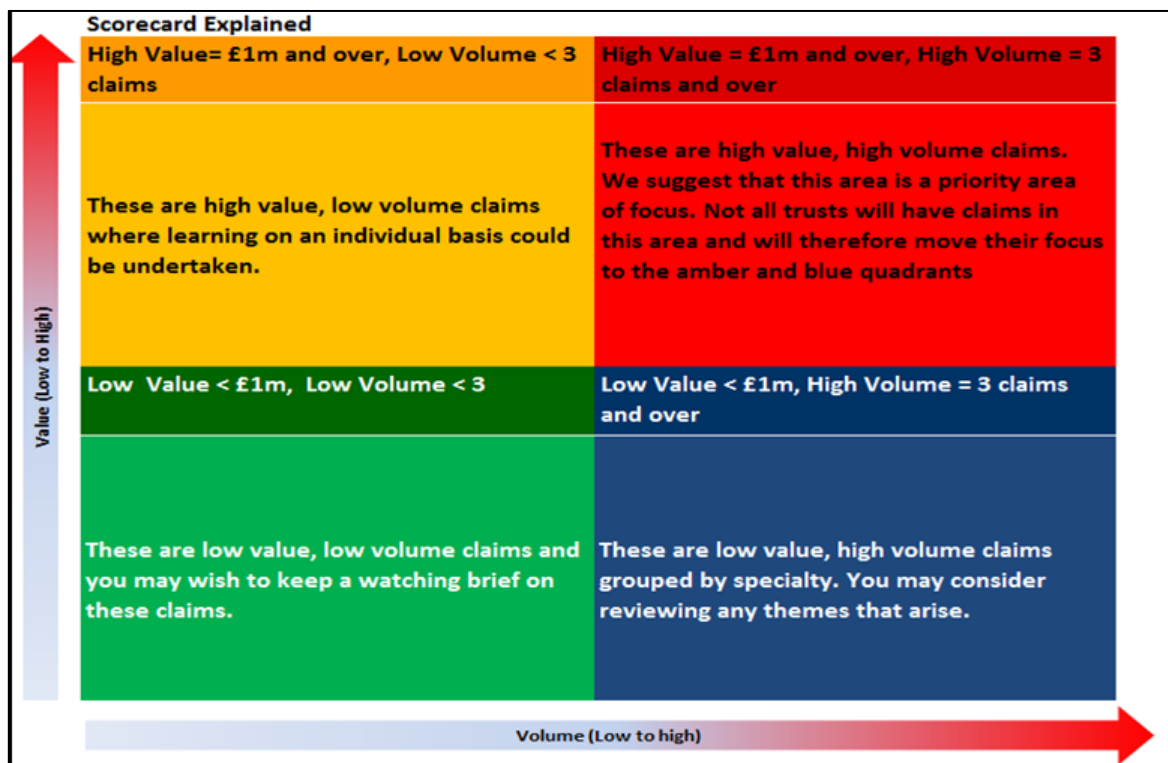 Scorecard Explained
High Value= £1m and over, Low Volume < 3
claims
High Value = £1m and over, High Volume = 3
claims and over
These are high value, low volume claims
where learning on an individual basis could
be undertaken.
These are high value, high volume claims.
We suggest that this area is a priority area
of focus. Not all trusts will have claims in
this area and will therefore move their focus
to the amber and blue quadrants
Value (Low to High)
Low  Value < £1m,  Low Volume < 3
Low Value < £1m, High Volume = 3 claims
and over
These are low value, low volume claims and
you may wish to keep a watching brief on
these claims.
These are low value, high volume claims
grouped by specialty. You may consider
reviewing any themes that arise.
Volume (Low to high)